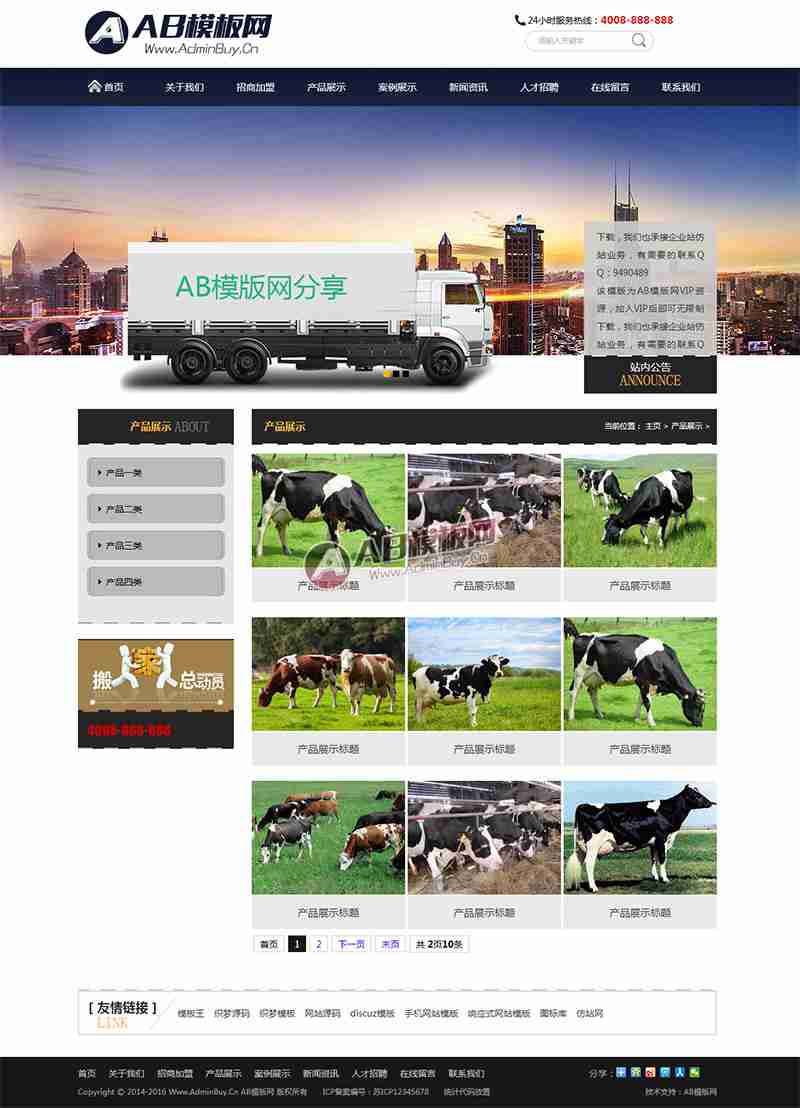 AB模板网
Www.AdminBuy.Cn
24小时服务热线：4008-888-888
请输入关键字
首页 关于我们 招商加盟 产品展示 案例展示 新闻资讯 人才招聘 在线留言 联系我们
AB模版网分享
下载，我们也承接企业站仿
站业务，有需要的联系Q
Q：9490489
该模版为AB模版网VIP资
源，加入VIP后即可无限制
下载，我们也承接企业站仿
站业务，有需要的联系Q
站内公告
ANNOUNCE
产品展示 ABOUT
产品一类
产品二类
产品三类
产品四类
搬家总动员
4008-888-888
产品展示
当前位置： 主页 > 产品展示 >
AB模板网
Www.AdminBuy.Cn
产品展示标题 产品展示标题 产品展示标题
产品展示标题 产品展示标题 产品展示标题
产品展示标题 产品展示标题 产品展示标题
首页 1 2 下一页 末页 共 2页10条
[ 友情链接 ]
LINK
模板王 织梦源码 织梦模板 网站源码 discuz模板 手机网站模版 响应式网站模版 图标库 仿站网
首页 关于我们 招商加盟 产品展示 案例展示 新闻资讯 人才招聘 在线留言 联系我们
分享：
Copyright © 2014-2016 Www.AdminBuy.Cn AB模板网 版权所有 ICP备案编号：苏ICP12345678 统计代码放置
技术支持：AB模板网